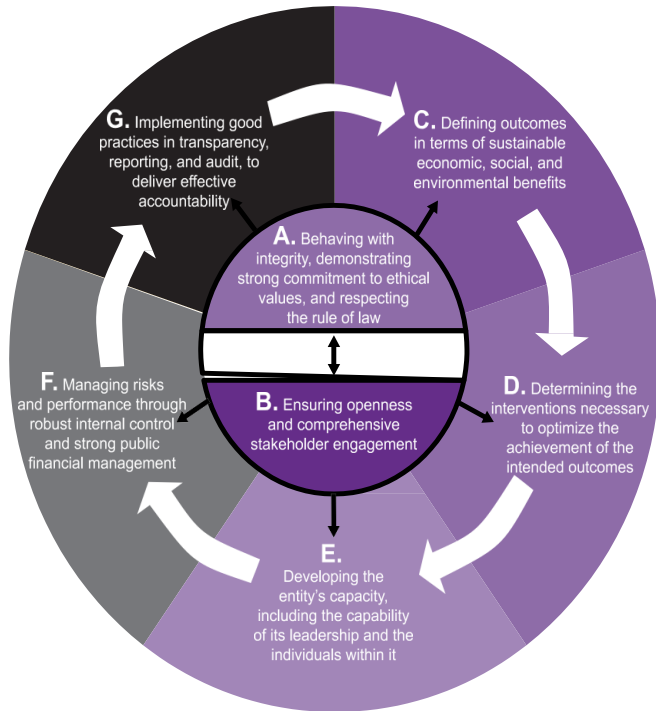 G. Implementing good
practices in transparency,
reporting, and audit, to
deliver effective
accountability
C. Defining outcomes
in terms of sustainable
economic, social, and
environmental benefits
A. Behaving with
integrity, demonstrating
strong commitment to ethical
values, and respecting
the rule of law
B. Ensuring openness
and comprehensive
stakeholder engagement
F. Managing risks
and performance through
robust internal control
and strong public
financial management
D. Determining the
interventions necessary
to optimize the
achievement of the
intended outcomes
E.
Developing the
entity’s capacity,
including the capability
of its leadership and the
individuals within it